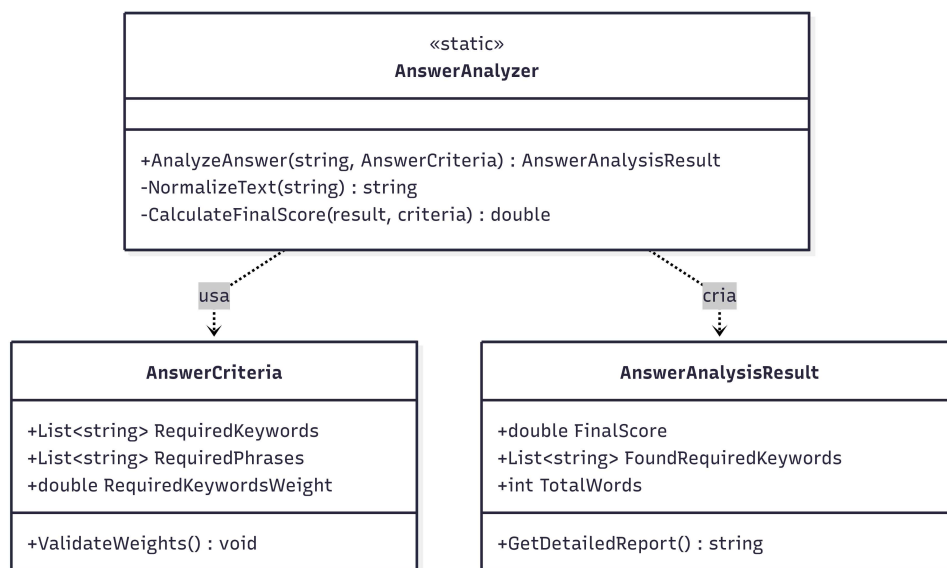 «static»
AnswerAnalyzer
+AnalyzeAnswer(string, AnswerCriteria) : AnswerAnalysisResult
-NormalizeText(string) : string
-CalculateFinalScore(result, criteria) : double
usa
cria
AnswerCriteria
+List<string> RequiredKeywords
+List<string> RequiredPhrases
+double RequiredKeywordsWeight
+ValidateWeights() : void
AnswerAnalysisResult
+double FinalScore
+List<string> FoundRequiredKeywords
+int TotalWords
+GetDetailedReport() : string